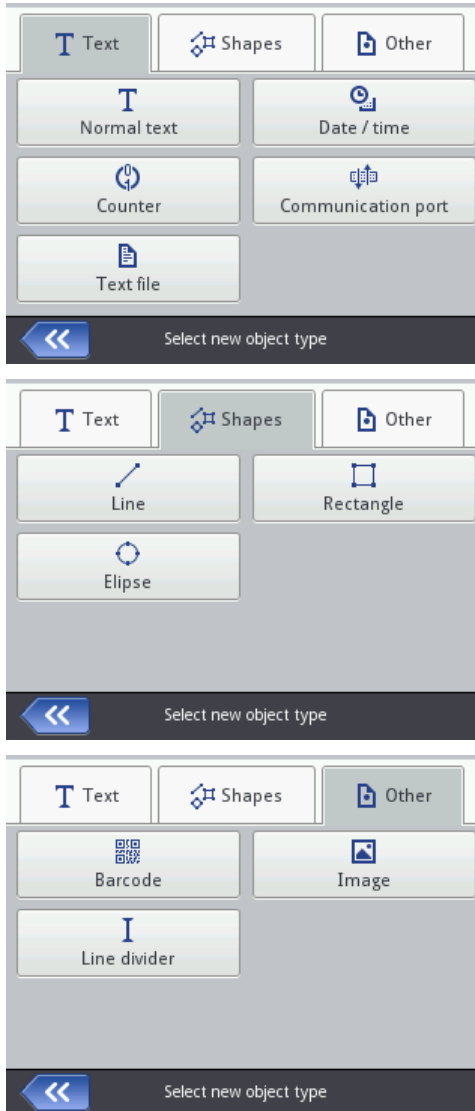 Text Shapes Other
Normal text Date / time
Counter Communication port
Text file
Select new object type
Text Shapes Other
Line Rectangle
Elipse
Select new object type
Text Shapes Other
Barcode Image
Line divider
Select new object type